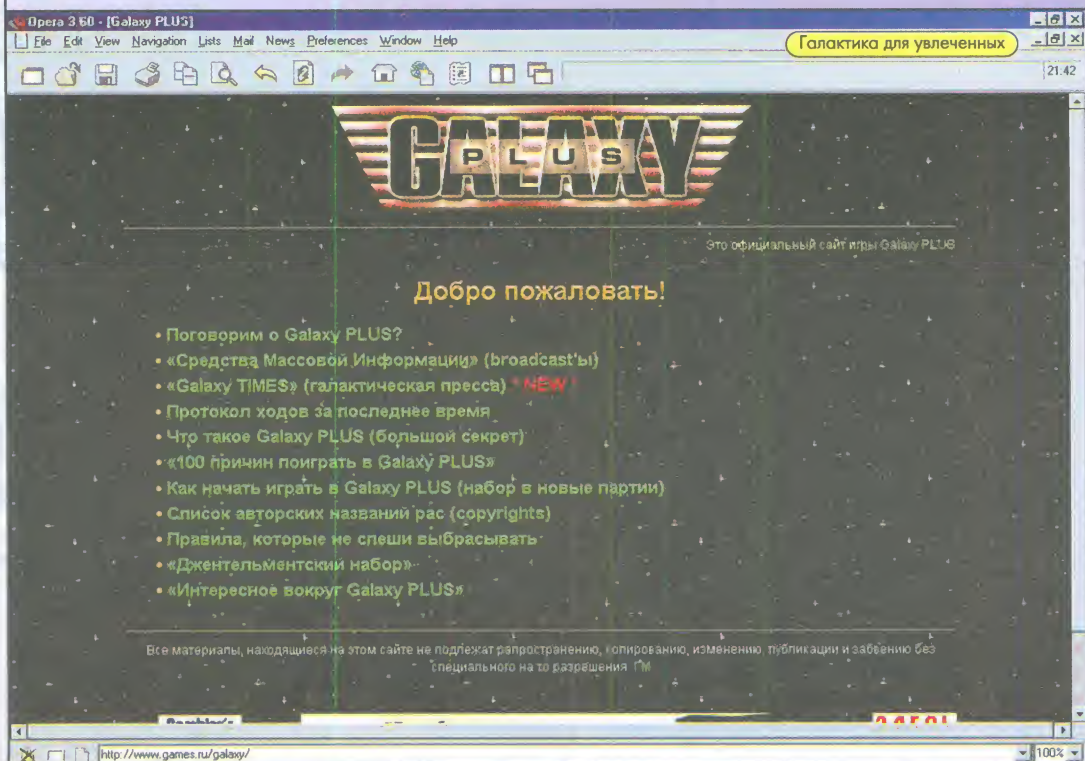 Opera 3.60 - [Galaxy PLUS]
File Edit View Navigation Lists Mail News Preferences Window Help
Галактика для увлеченных
21:42
GALAXY
PLUS
Это официальный сайт игры Galaxy PLUS
Добро пожаловать!
• Поговорим о Galaxy PLUS?
• «Средства Массовой Информации» (broadcast'ы)
• «Galaxy TIMES» (галактическая пресса) * NEW *
• Протокол ходов за последнее время
• Что такое Galaxy PLUS (большой секрет)
• «100 причин поиграть в Galaxy PLUS»
• Как начать играть в Galaxy PLUS (набор в новые партии)
• Список авторских названий рас (copyrights)
• Правила, которые не спеши выбрасывать
• «Джентельментский набор»
• «Интересное вокруг Galaxy PLUS»
Все материалы, находящиеся на этом сайте не подлежат рапространению, копированию, изменению, публикации и забвению без
специального на то разрешения ГМ
http://www.games.ru/galaxy/
100%